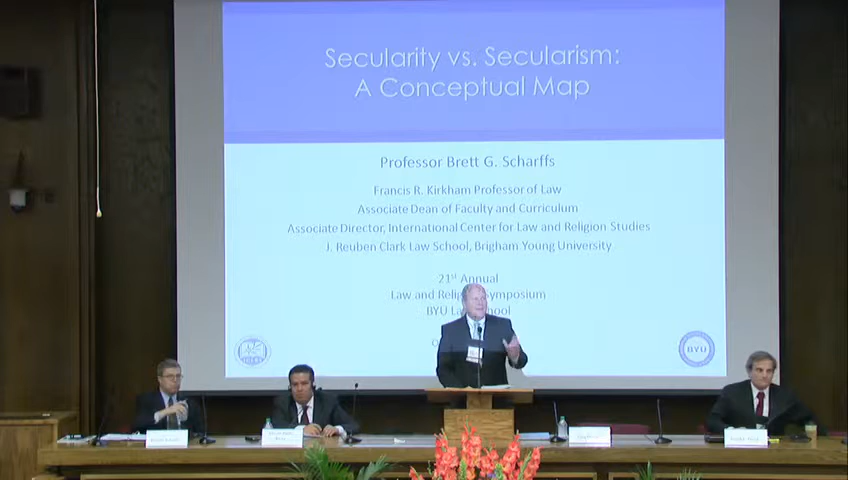 Secularity vs. Secularism:
A Conceptual Map
Professor Brett G. Scharffs
Francis R. Kirkham Professor of Law
Associate Dean of Faculty and Curriculum
Associate Director, International Center for Law and Religion Studies
J. Reuben Clark Law School, Brigham Young University
21st Annual
Law and Religion Symposium
BYU Law School
BYU